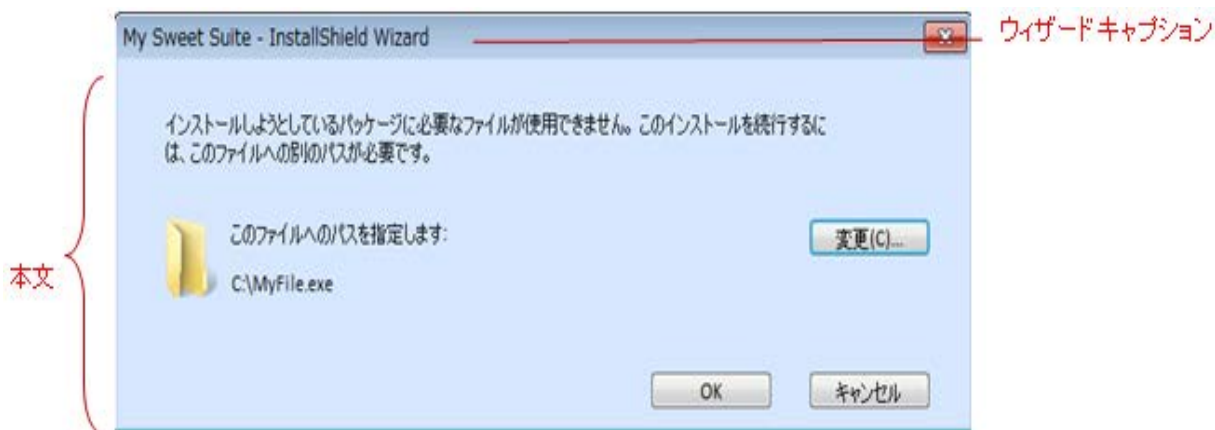 My Sweet Suite - InstallShield Wizard
ウィザード キャプション
インストールしようとしているパッケージに必要なファイルが使用できません。このインストールを続行するに
は、このファイルへの別のパスが必要です。
このファイルへのパスを指定します:
変更(C)...
本文
C:\MyFile.exe
OK
キャンセル